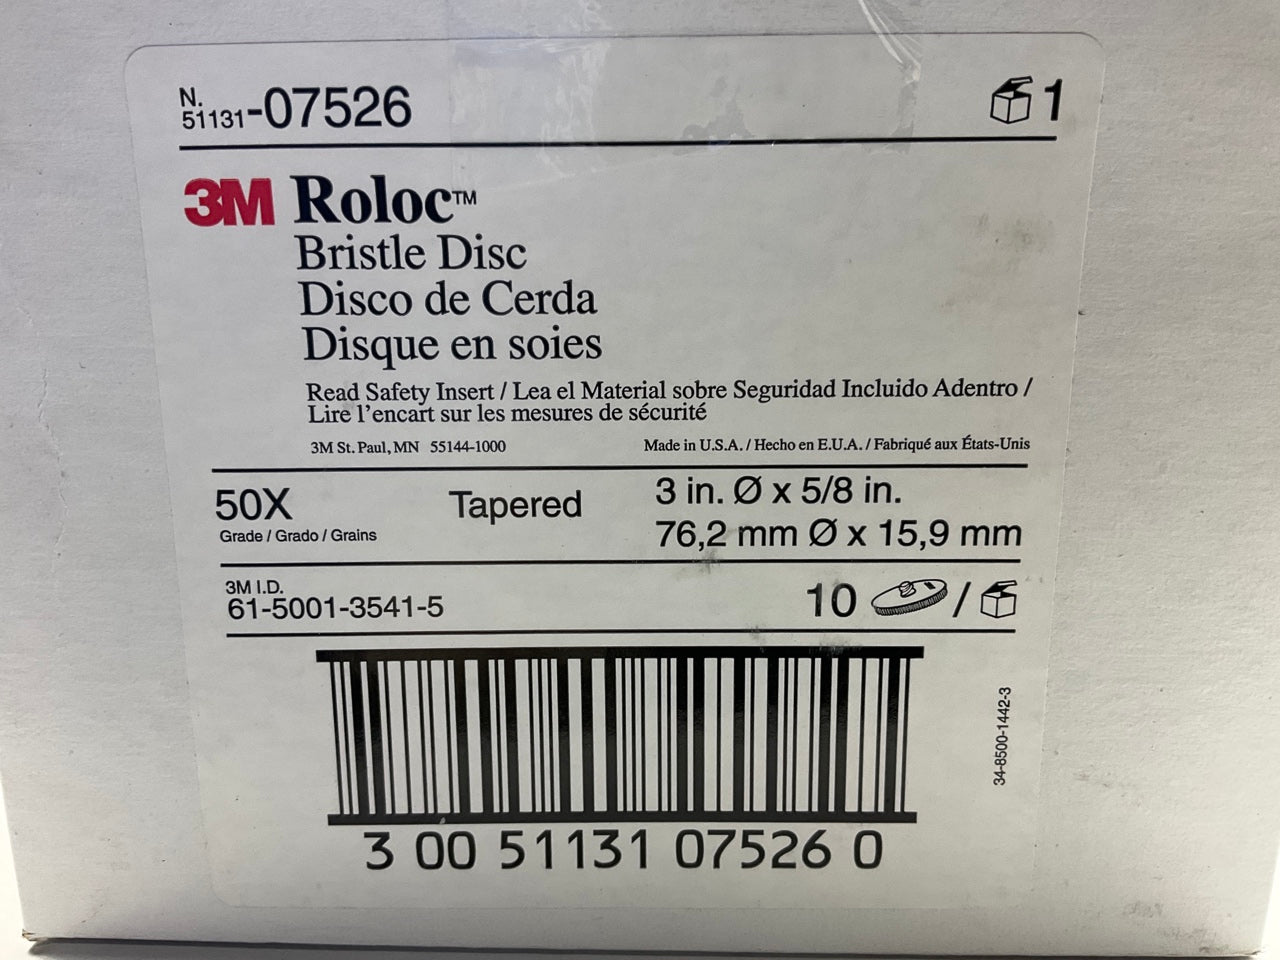 N.
51131-07526
1
3M Roloc™
Bristle Disc
Disco de Cerda
Disque en soies
Read Safety Insert / Lea el Material sobre Seguridad Incluido Adentro /
Lire l'encart sur les mesures de sécurité
3M St. Paul, MN 55144-1000
Made in U.S.A. / Hecho en E.U.A. / Fabriqué aux États-Unis
50X
Grade / Grado / Grains
Tapered
3 in. Ø x 5/8 in.
76,2 mm Ø x 15,9 mm
3M I.D.
61-5001-3541-5
10 /
34-8500-1442-3
3 00 51131 07526 0